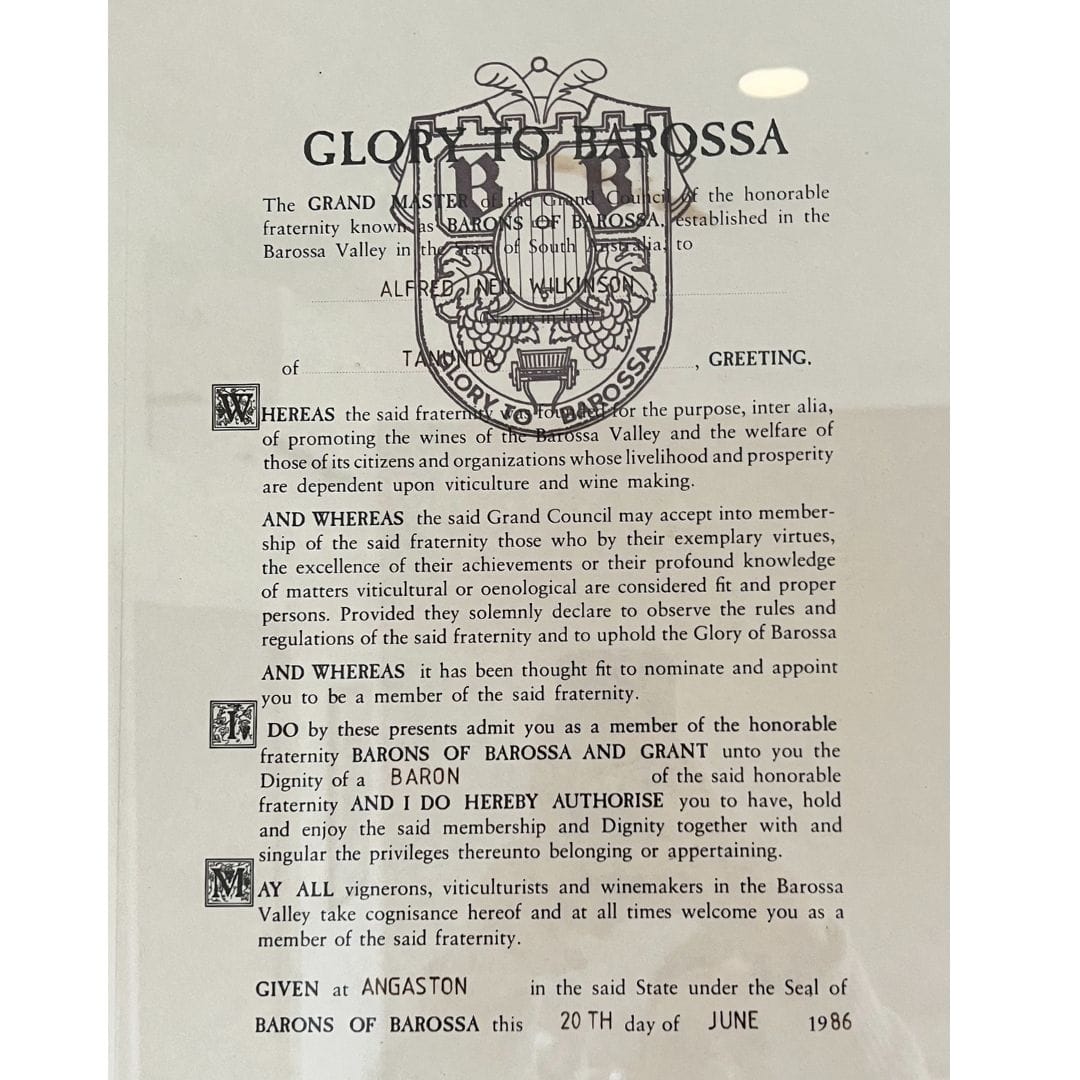 GLORY TO BAROSSA
B B
The GRAND MASTER of the Grand Council of the honorable
fraternity known as BARONS OF BAROSSA, established in the
Barossa Valley in the State of South Australia, to
ALFRED NEIL WILKINSON
(Name in full)
of TANUNDA, GREETING.
GLORY TO BAROSSA
WHEREAS the said fraternity was founded for the purpose, inter alia,
of promoting the wines of the Barossa Valley and the welfare of
those of its citizens and organizations whose livelihood and prosperity
are dependent upon viticulture and wine making.
AND WHEREAS the said Grand Council may accept into member-
ship of the said fraternity those who by their exemplary virtues,
the excellence of their achievements or their profound knowledge
of matters viticultural or oenological are considered fit and proper
persons. Provided they solemnly declare to observe the rules and
regulations of the said fraternity and to uphold the Glory of Barossa
AND WHEREAS it has been thought fit to nominate and appoint
you to be a member of the said fraternity.
I DO by these presents admit you as a member of the honorable
fraternity BARONS OF BAROSSA AND GRANT unto you the
Dignity of a BARON of the said honorable
fraternity AND I DO HEREBY AUTHORISE you to have, hold
and enjoy the said membership and Dignity together with and
singular the privileges thereunto belonging or appertaining.
MAY ALL vignerons, viticulturists and winemakers in the Barossa
Valley take cognisance hereof and at all times welcome you as a
member of the said fraternity.
GIVEN at ANGASTON in the said State under the Seal of
BARONS OF BAROSSA this 20 TH day of JUNE 1986